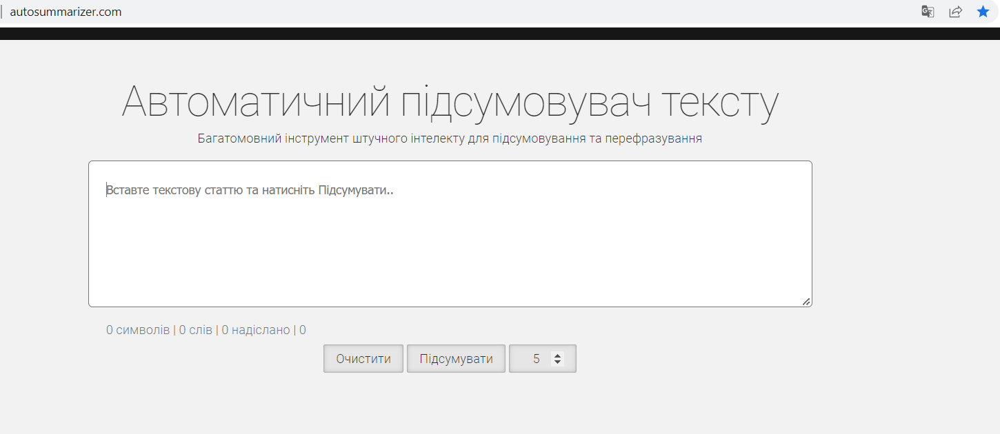 autosummarizer.com
Автоматичний підсумовувач тексту
Багатомовний інструмент штучного інтелекту для підсумовування та перефразування
Вставте текстову статтю та натисніть Підсумувати..
0 символів | 0 слів | 0 надіслано | 0
Очистити Підсумувати 5